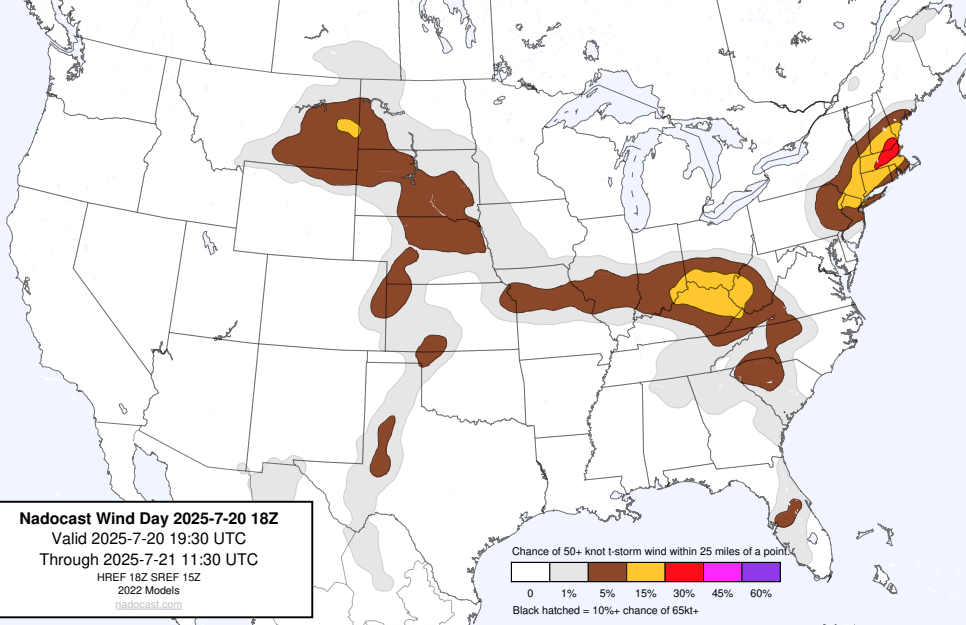 Nadocast Wind Day 2025-7-20 18Z
Valid 2025-7-20 19:30 UTC
Through 2025-7-21 11:30 UTC
HREF 18Z SREF 15Z
2022 Models
nadocast.com
Chance of 50+ knot t-storm wind within 25 miles of a point.
0 1% 5% 15% 30% 45% 60%
Black hatched = 10%+ chance of 65kt+